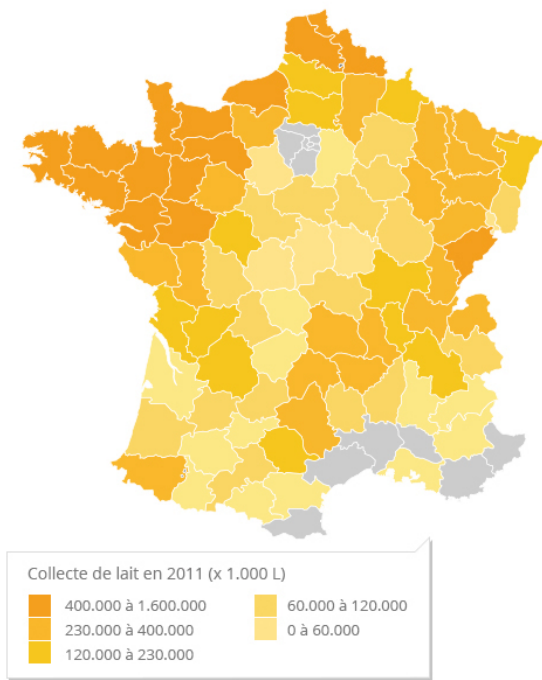 Collecte de lait en 2011 (x 1.000 L)
400.000 à 1.600.000
230.000 à 400.000
120.000 à 230.000
60.000 à 120.000
0 à 60.000